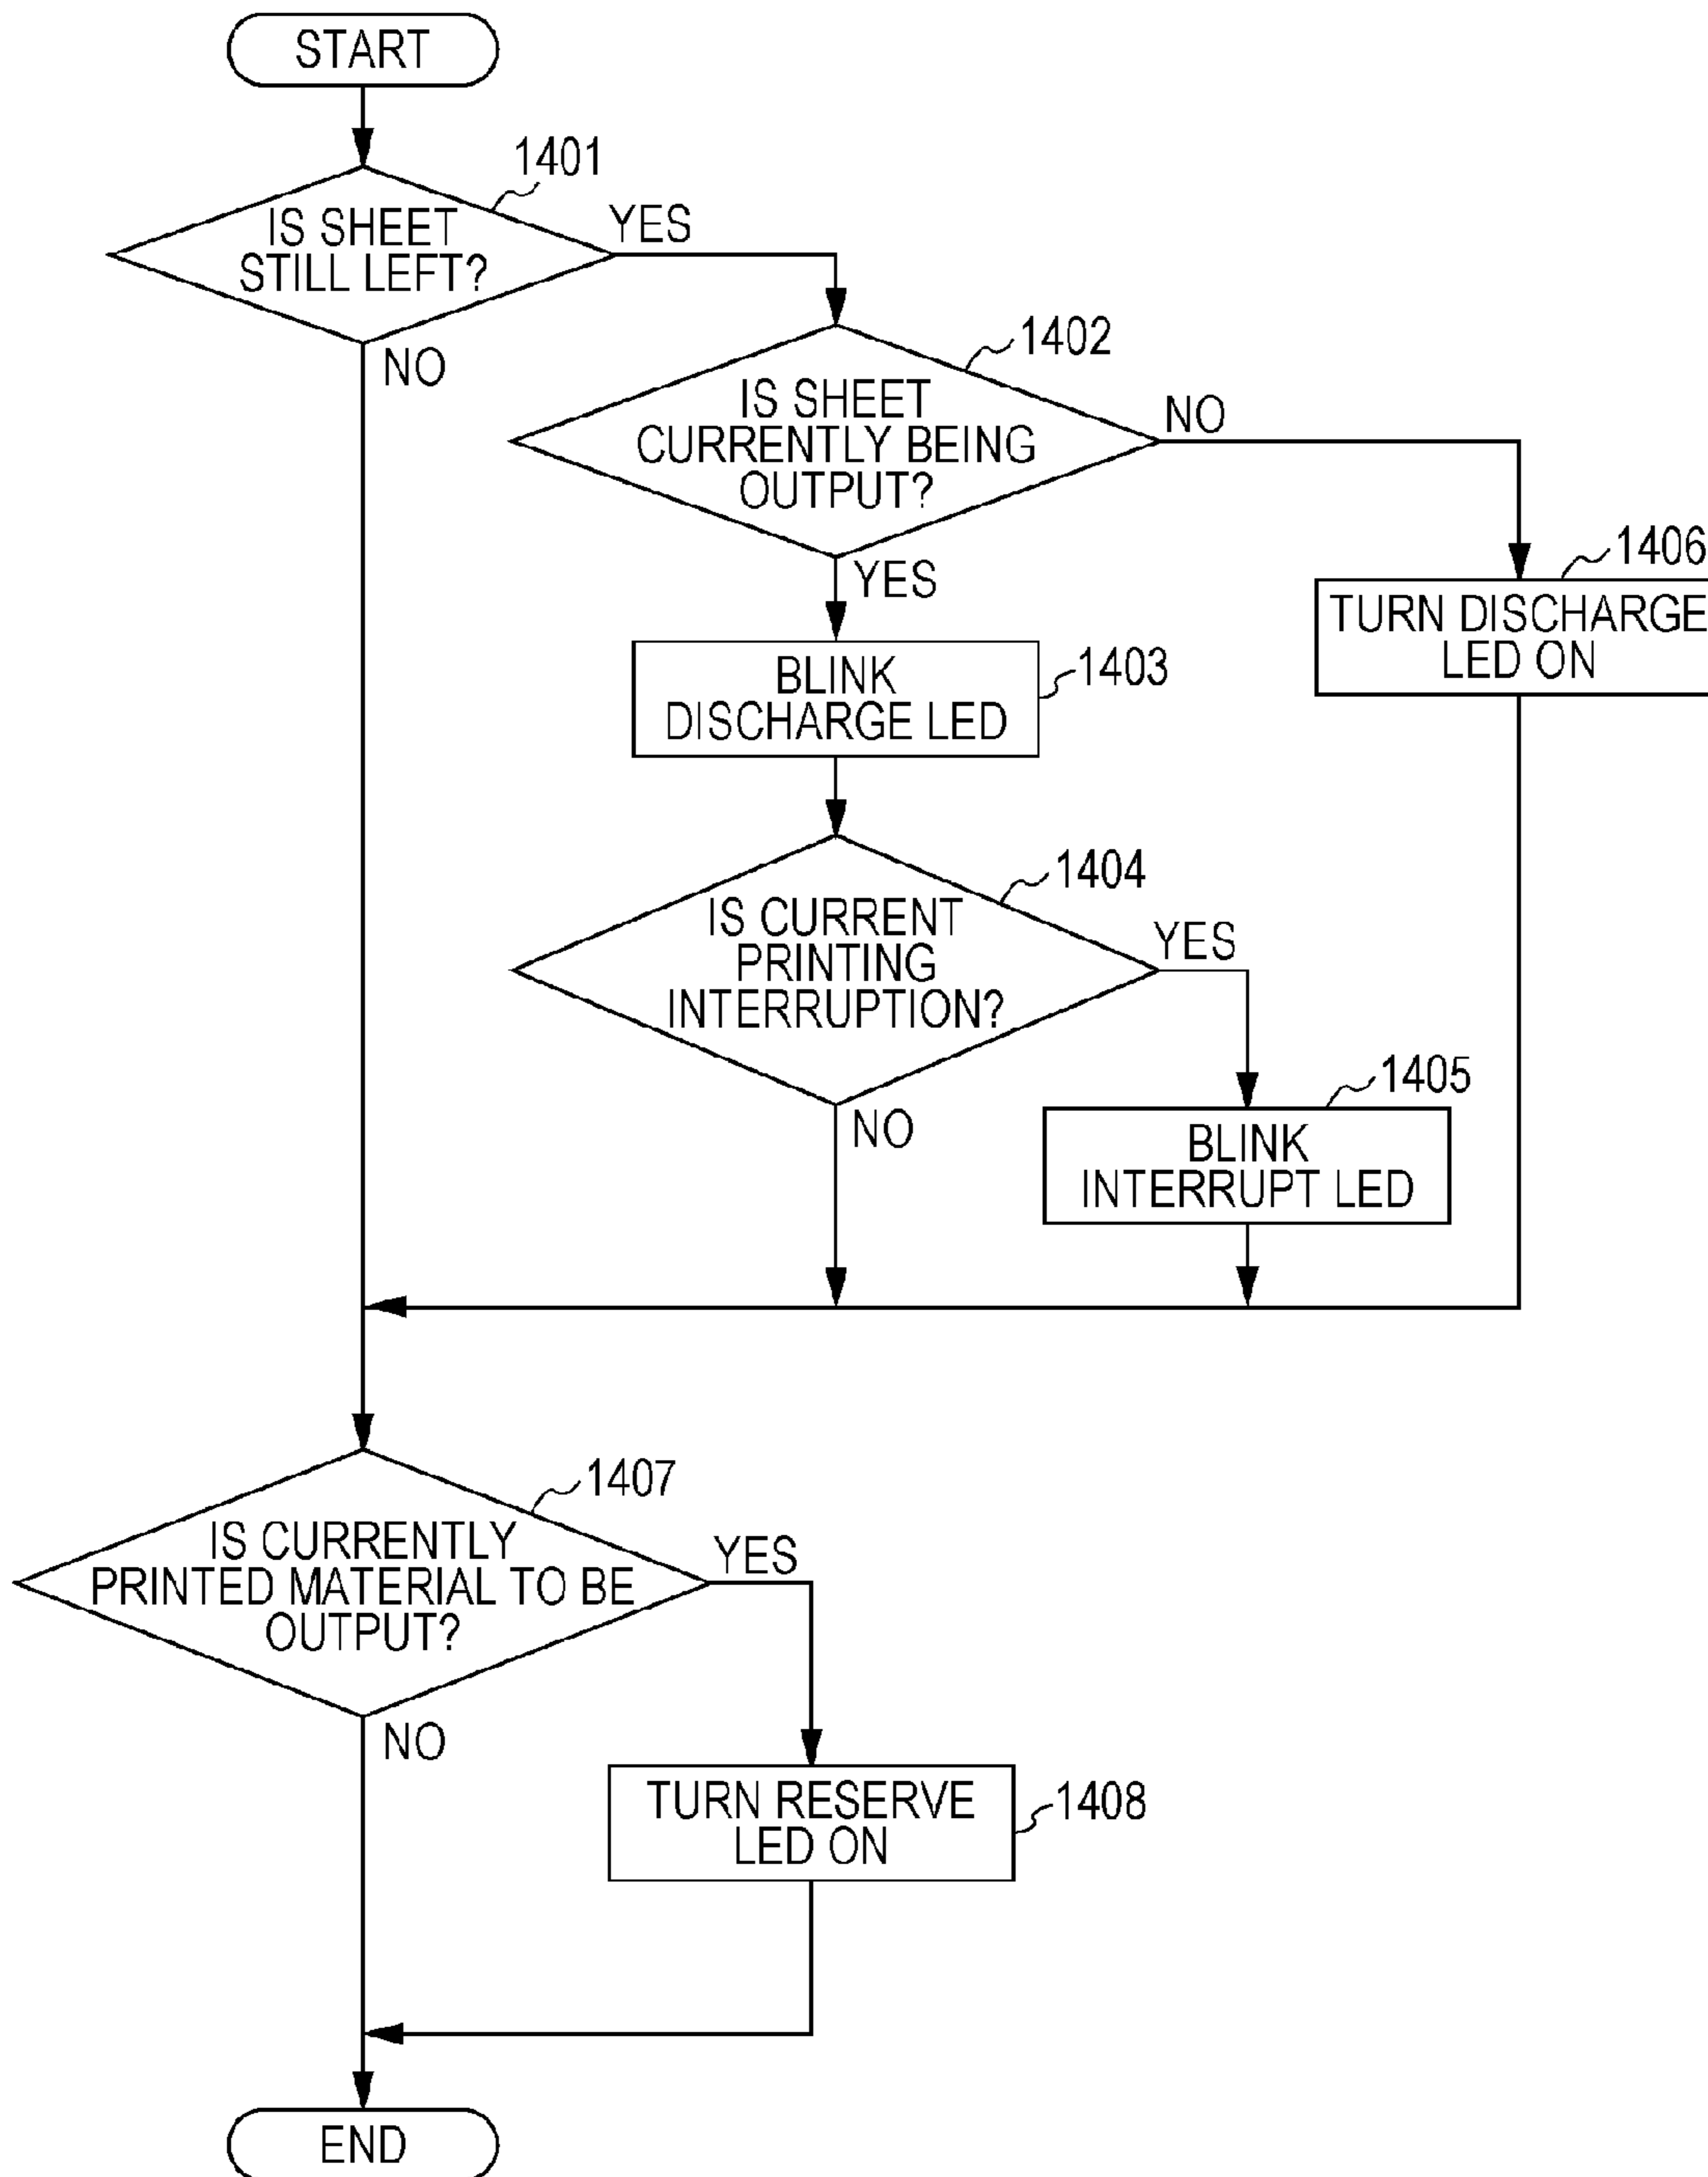 START
1401
IS SHEET
STILL LEFT?
YES
NO
1402
IS SHEET
CURRENTLY BEING
OUTPUT?
NO
YES
1406
TURN DISCHARGE
LED ON
1403
BLINK
DISCHARGE LED
1404
IS CURRENT
PRINTING
INTERRUPTION?
YES
NO
1405
BLINK
INTERRUPT LED
1407
IS CURRENTLY
PRINTED MATERIAL TO BE
OUTPUT?
YES
NO
1408
TURN RESERVE
LED ON
END